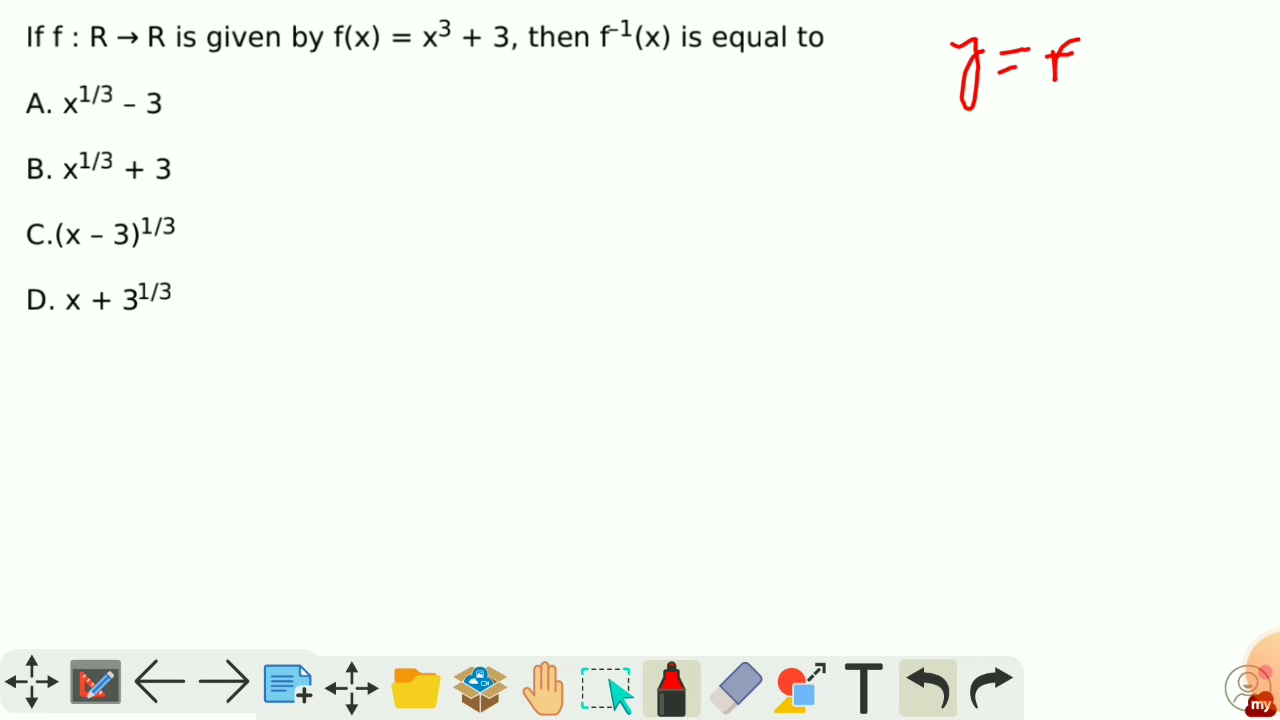 If f : R → R is given by f(x) = x³ + 3, then f⁻¹(x) is equal to
y = f
A. x^1/3 – 3
B. x^1/3 + 3
C.(x – 3)^1/3
D. x + 3^1/3
T
my